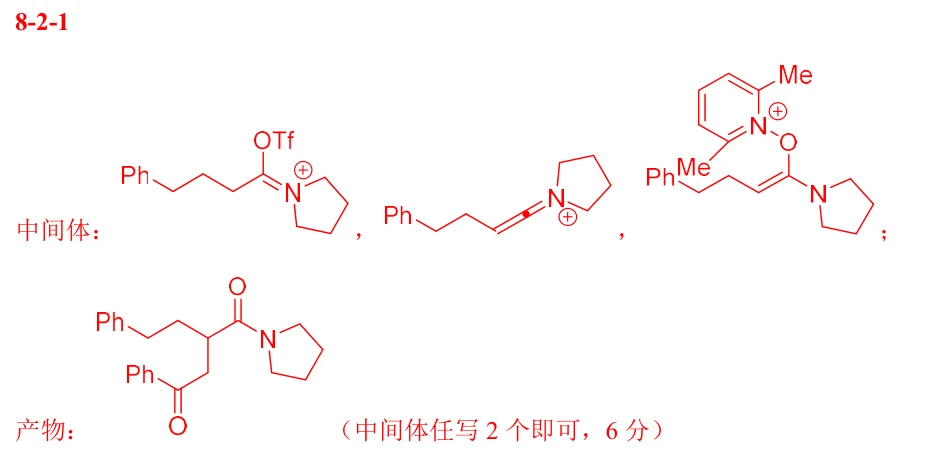 8-2-1
OTf
Ph
N
⊕
Ph
N
⊕
Me
N
⊕
O
Me
Ph
N
中间体：
，
，
；
O
Ph
N
Ph
O
产物：
（中间体任写 2 个即可，6 分）